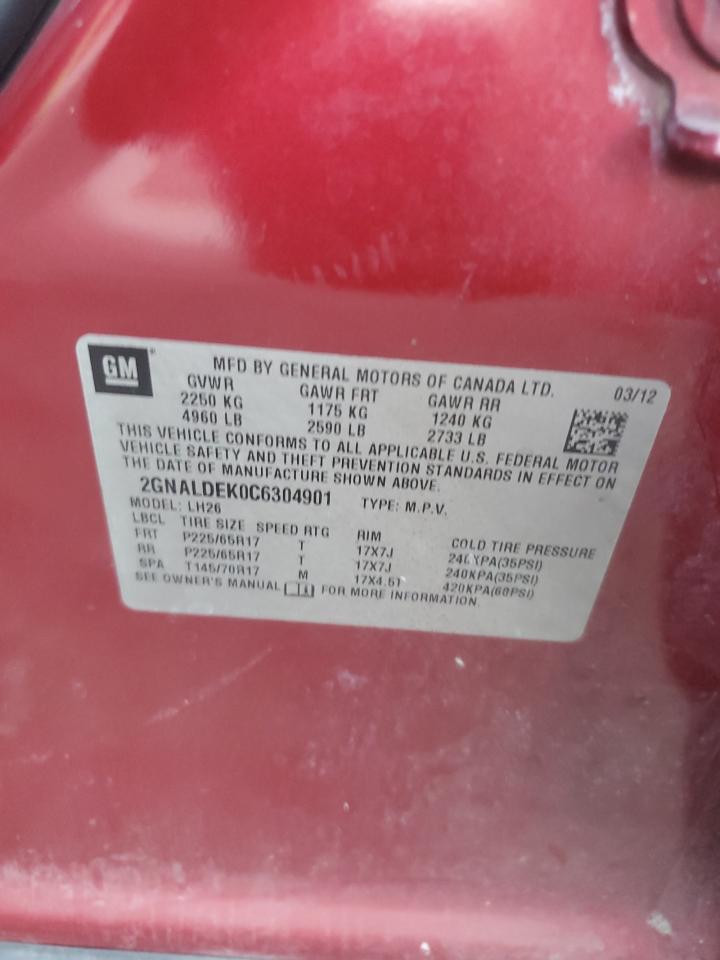 GM
MFD BY GENERAL MOTORS OF CANADA LTD. 03/12
GVWR GAWR FRT GAWR RR
2250 KG 1175 KG 1240 KG
4960 LB 2590 LB 2733 LB
THIS VEHICLE CONFORMS TO ALL APPLICABLE U.S. FEDERAL MOTOR
VEHICLE SAFETY AND THEFT PREVENTION STANDARDS IN EFFECT ON
THE DATE OF MANUFACTURE SHOWN ABOVE.
2GNALDEK0C6304901 TYPE: M.P.V.
MODEL: LH26
LBCL TIRE SIZE SPEED RTG RIM COLD TIRE PRESSURE
FRT P225/65R17 T 17X7J 240KPA(35PSI)
RR P225/65R17 T 17X7J 240KPA(35PSI)
SPA T145/70R17 M 17X4.5T 420KPA(60PSI)
SEE OWNER'S MANUAL FOR MORE INFORMATION.